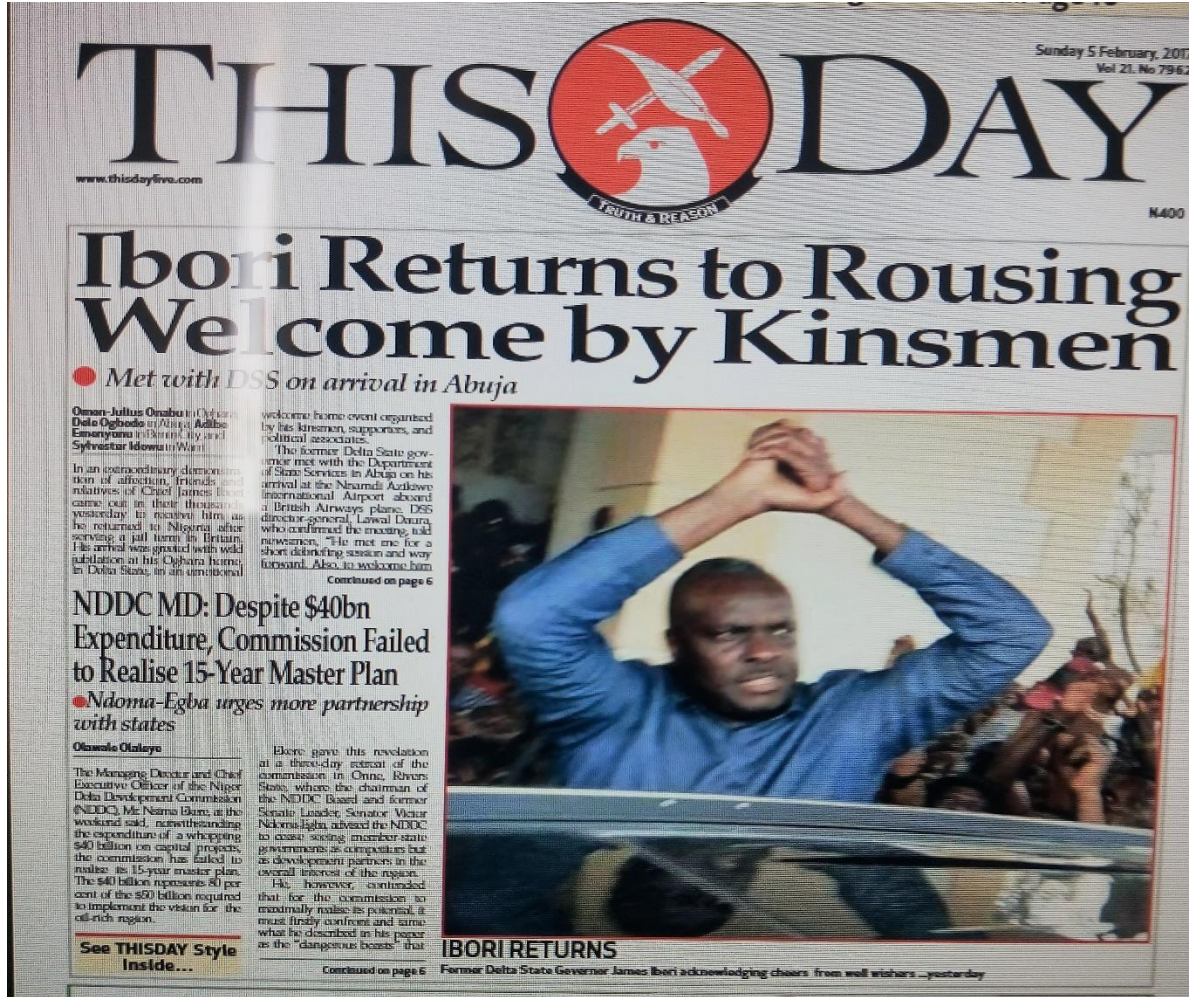 THIS DAY
Sunday 5 February, 2017
Vol 21. No 7962
www.thisdaylive.com
TRUTH & REASON
N400
Ibori Returns to Rousing
Welcome by Kinsmen
Met with DSS on arrival in Abuja
Omon-Julius Onabu in Oghara
Dele Ogbodo in Abuja, Adibe
Emenyonu in Benin City and
Sylvester Idowu in Warri
In an extraordinary demonstra-
tion of affection, friends and
relatives of Chief James Ibori
came out in their thousands
yesterday to receive him as
he returned to Nigeria after
serving a jail term in Britain.
His arrival was greeted with wild
jubilation at his Oghara home,
in Delta State, in an emotional
welcome home event organised
by his kinsmen, supporters, and
political associates.
The former Delta State gov-
ernor met with the Department
of State Services in Abuja on his
arrival at the Nnamdi Azikiwe
International Airport aboard
a British Airways plane. DSS
director-general, Lawal Daura,
who confirmed the meeting, told
newsmen, "He met me for a
short debriefing session and way
forward. Also, to welcome him
Continued on page 6
NDDC MD: Despite $40bn
Expenditure, Commission Failed
to Realise 15-Year Master Plan
Ndoma-Egba urges more partnership
with states
Olawale Olaleye
The Managing Director and Chief
Executive Officer of the Niger
Delta Development Commission
(NDDC), Mr. Nsima Ekere, at the
weekend said, notwithstanding
the expenditure of a whopping
$40 billion on capital projects,
the commission has failed to
realise its 15-year master plan.
The $40 billion represents 80 per
cent of the $50 billion required
to implement the vision for the
oil-rich region.
See THISDAY Style
Inside...
Ekere gave this revelation
at a three-day retreat of the
commission in Onne, Rivers
State, where the chairman of
the NDDC Board and former
Senate Leader, Senator Victor
Ndoma-Egba, advised the NDDC
to cease seeing member-state
governments as competitors but
as development partners in the
overall interest of the region.
He, however, contended
that for the commission to
maximally realise its potential, it
must firstly confront and tame
what he described in his paper
as the "dangerous beasts" that
Continued on page 6
IBORI RETURNS
Former Delta State Governor James Ibori acknowledging cheers from well wishers ...yesterday